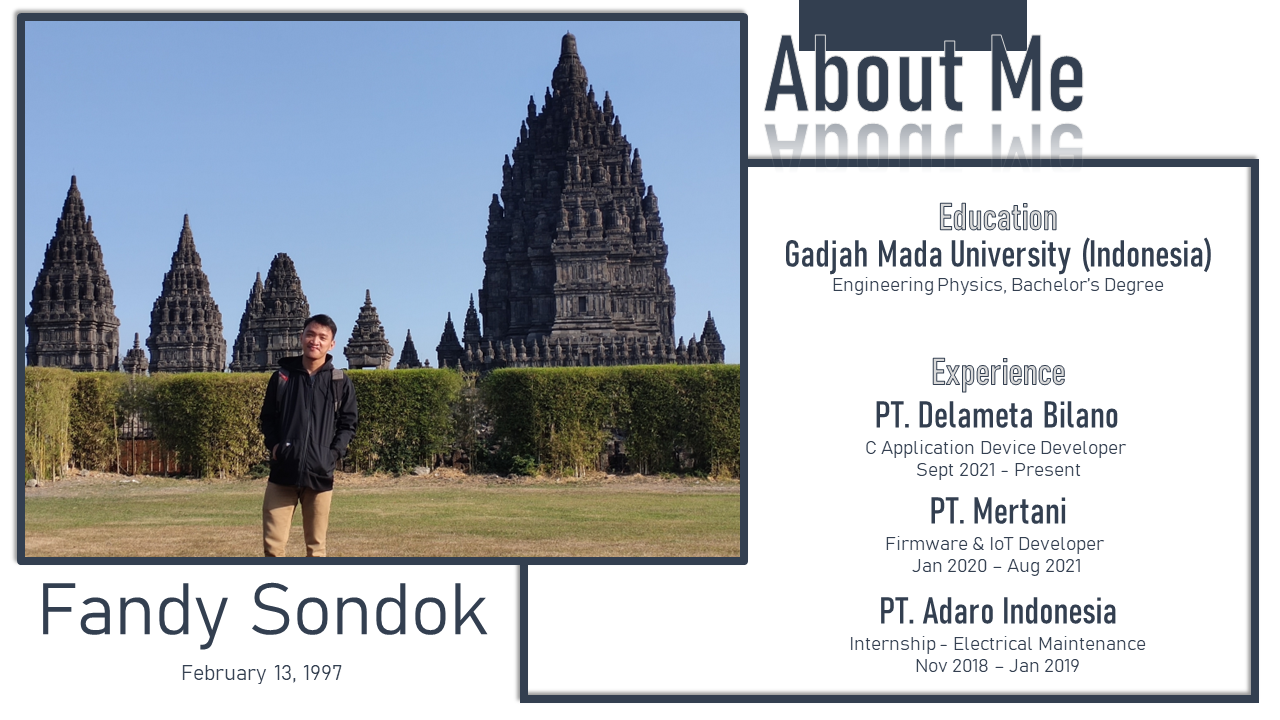 About Me
Education
Gadjah Mada University (Indonesia)
Engineering Physics, Bachelor's Degree
Experience
PT. Delameta Bilano
C Application Device Developer
Sept 2021 - Present
PT. Mertani
Firmware & IoT Developer
Jan 2020 – Aug 2021
PT. Adaro Indonesia
Internship - Electrical Maintenance
Nov 2018 – Jan 2019
Fandy Sondok
February 13, 1997